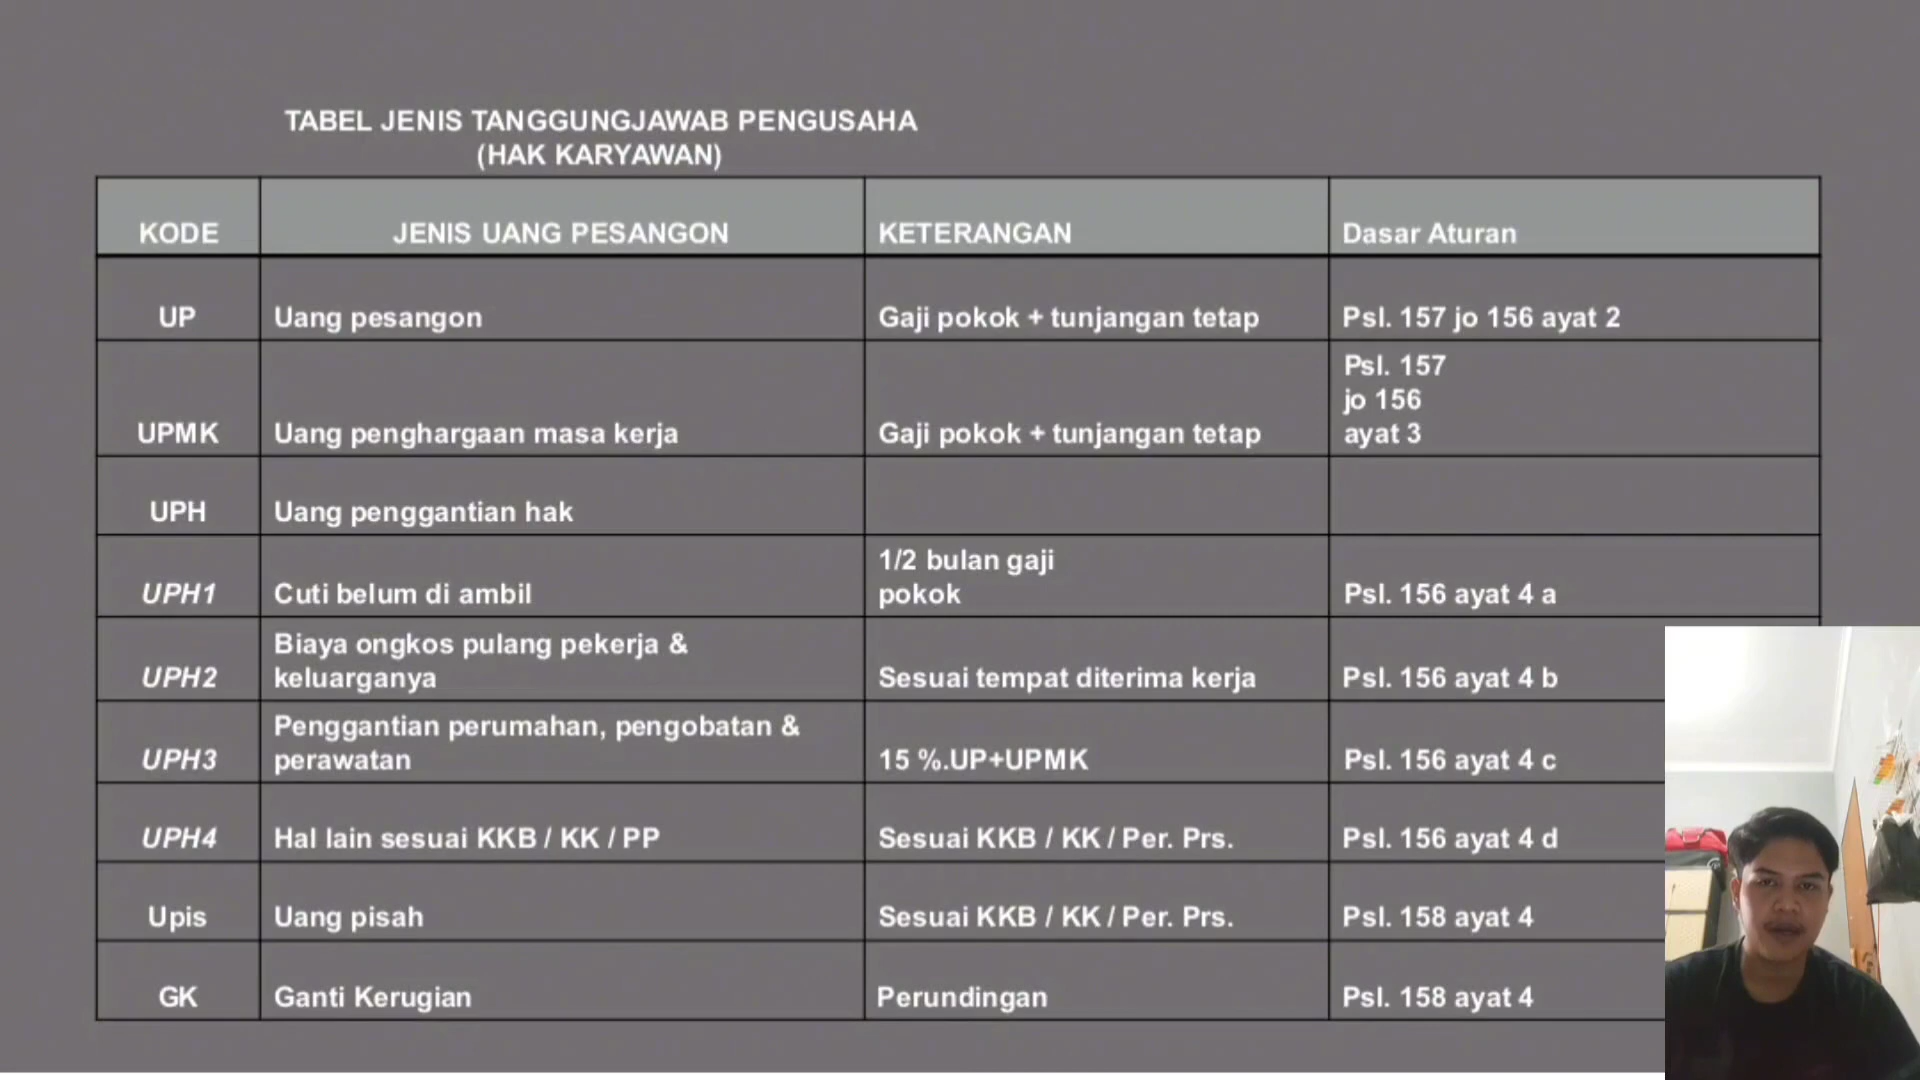 TABEL JENIS TANGGUNGJAWAB PENGUSAHA
(HAK KARYAWAN)
KODE JENIS UANG PESANGON KETERANGAN Dasar Aturan
UP Uang pesangon Gaji pokok + tunjangan tetap Psl. 157 jo 156 ayat 2
UPMK Uang penghargaan masa kerja Gaji pokok + tunjangan tetap Psl. 157
jo 156
ayat 3
UPH Uang penggantian hak
UPH1 Cuti belum di ambil 1/2 bulan gaji
pokok Psl. 156 ayat 4 a
UPH2 Biaya ongkos pulang pekerja &
keluarganya Sesuai tempat diterima kerja Psl. 156 ayat 4 b
UPH3 Penggantian perumahan, pengobatan &
perawatan 15 %.UP+UPMK Psl. 156 ayat 4 c
UPH4 Hal lain sesuai KKB / KK / PP Sesuai KKB / KK / Per. Prs. Psl. 156 ayat 4 d
Upis Uang pisah Sesuai KKB / KK / Per. Prs. Psl. 158 ayat 4
GK Ganti Kerugian Perundingan Psl. 158 ayat 4